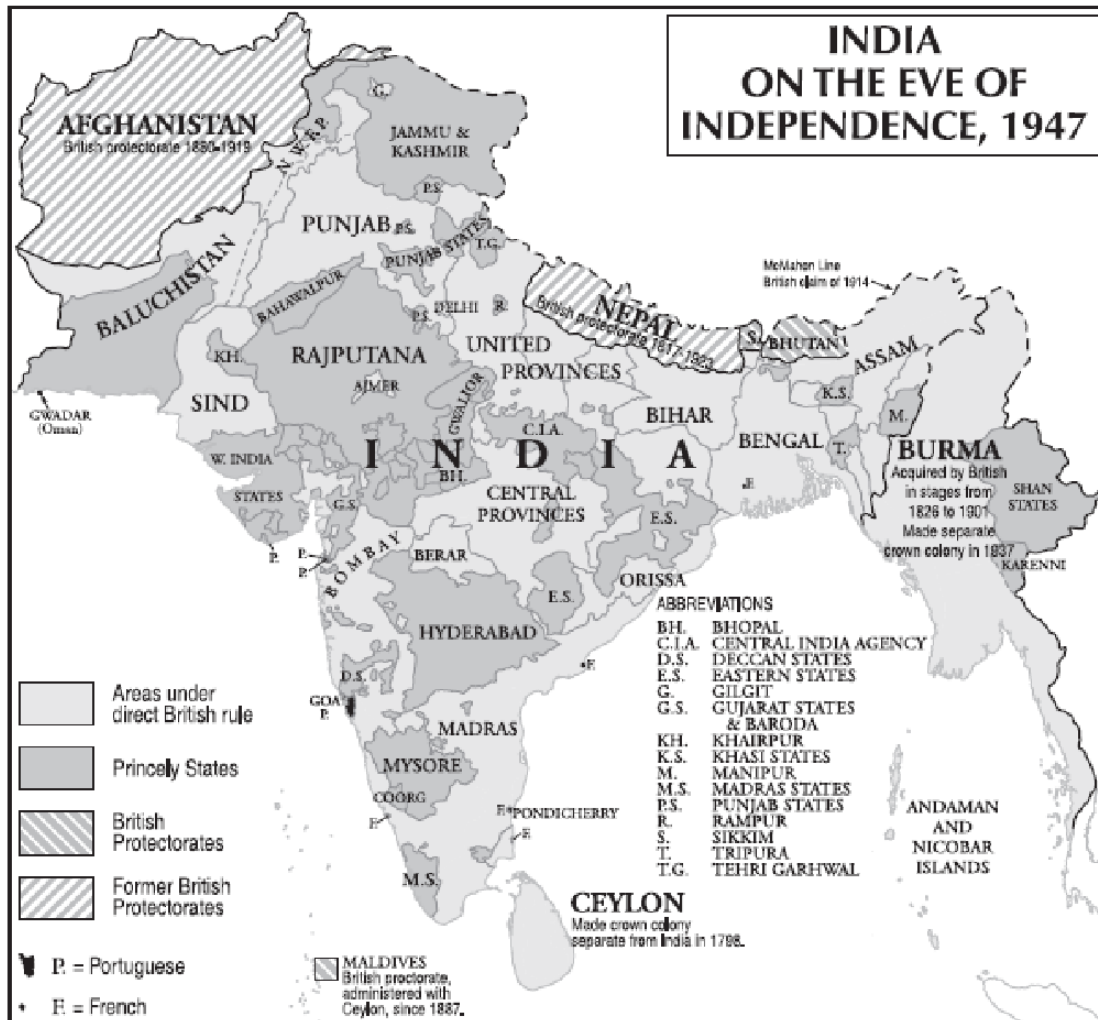 INDIA
ON THE EVE OF
INDEPENDENCE, 1947
AFGHANISTAN
British protectorate 1880-1919
N.W.F.P.
G.
JAMMU &
KASHMIR
P.S.
PUNJAB
P.S.
PUNJAB STATES
T.G.
BALUCHISTAN
BAHAWALPUR
P.S.
DELHI
R.
NEPAL
British protectorate 1817-1923
McMahon Line
British claim of 1914
S.
BHUTAN
ASSAM
KH.
RAJPUTANA
AJMER
UNITED
PROVINCES
GWALIOR
SIND
GWADAR
(Oman)
C.I.A.
BIHAR
BENGAL
K.S.
M.
T.
F.
INDIA
W. INDIA
STATES
G.S.
BH.
CENTRAL
PROVINCES
E.S.
BURMA
Acquired by British
in stages from
1826 to 1901
Made separate
crown colony in 1837
SHAN
STATES
KARENNI
P.
P.
P.
BOMBAY
BERAR
E.S.
ORISSA
HYDERABAD
F.
D.S.
GOA
P.
MADRAS
MYSORE
COORG
F.
F.
PONDICHERRY
F.
M.S.
CEYLON
Made crown colony
separate from India in 1798.
ANDAMAN
AND
NICOBAR
ISLANDS
ABBREVIATIONS
BH. BHOPAL
C.I.A. CENTRAL INDIA AGENCY
D.S. DECCAN STATES
E.S. EASTERN STATES
G. GILGIT
G.S. GUJARAT STATES
& BARODA
KH. KHAIRPUR
K.S. KHASI STATES
M. MANIPUR
M.S. MADRAS STATES
P.S. PUNJAB STATES
R. RAMPUR
S. SIKKIM
T. TRIPURA
T.G. TEHRI GARHWAL
Areas under
direct British rule
Princely States
British
Protectorates
Former British
Protectorates
P. = Portuguese
F. = French
MALDIVES
British proctorate,
administered with
Ceylon, since 1887.